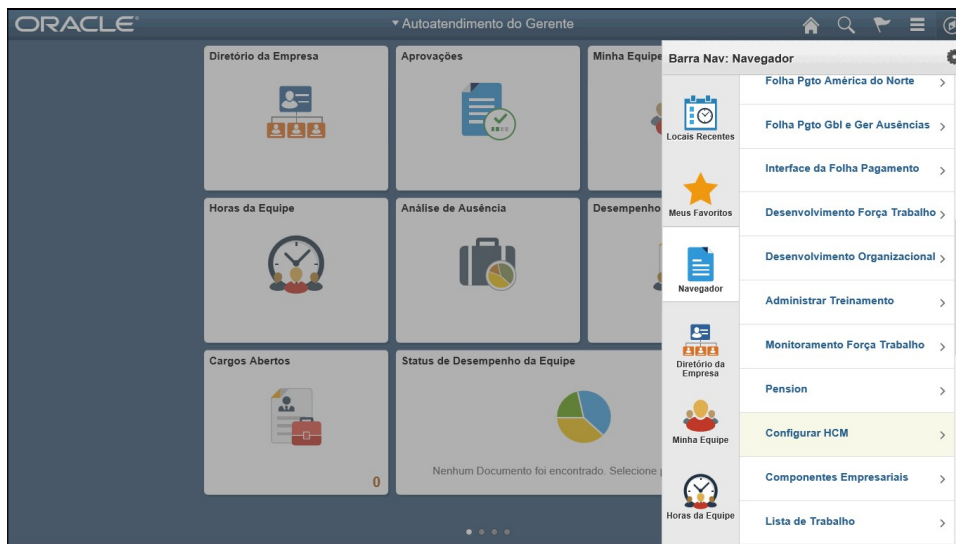 ORACLE
Autoatendimento do Gerente
Diretório da Empresa
Aprovações
Minha Equipe
Horas da Equipe
Análise de Ausência
Desempenho
Cargos Abertos
0
Status de Desempenho da Equipe
Nenhum Documento foi encontrado. Selecione
Barra Nav: Navegador
Locais Recentes
Meus Favoritos
Navegador
Diretório da
Empresa
Minha Equipe
Horas da Equipe
Folha Pgto América do Norte
Folha Pgto Gbl e Ger Ausências
Interface da Folha Pagamento
Desenvolvimento Força Trabalho
Desenvolvimento Organizacional
Administrar Treinamento
Monitoramento Força Trabalho
Pension
Configurar HCM
Componentes Empresariais
Lista de Trabalho